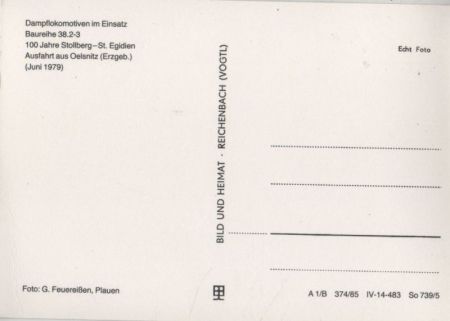 Dampflokomotiven im Einsatz
Baureihe 38.2-3
100 Jahre Stollberg—St. Egidien
Ausfahrt aus Oelsnitz (Erzgeb.)
(Juni 1979)
Echt Foto
BILD UND HEIMAT · REICHENBACH (VOGTL)
Foto: G. Feuereißen, Plauen
A 1/B 374/85 IV-14-483 So 739/5